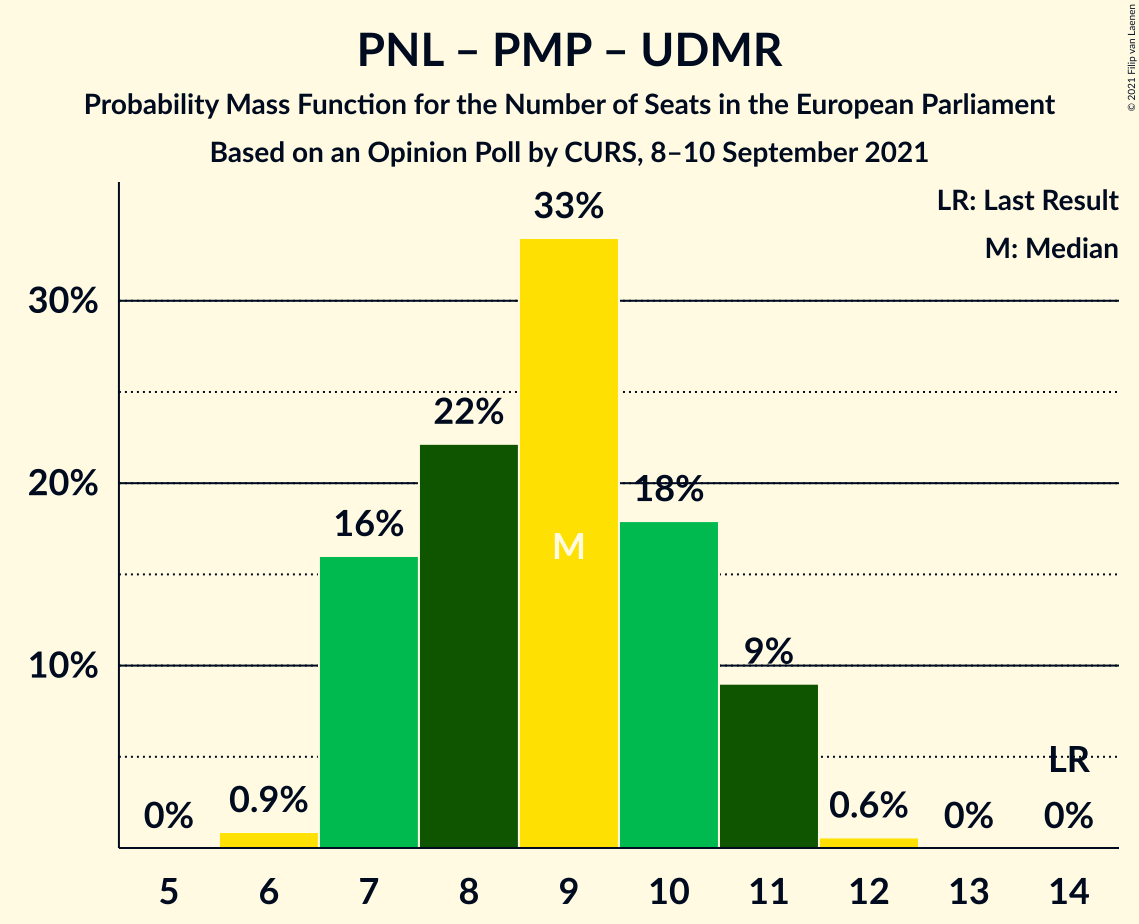 PNL – PMP – UDMR
Probability Mass Function for the Number of Seats in the European Parliament
Based on an Opinion Poll by CURS, 8–10 September 2021
© 2021 Filip van Laenen
LR: Last Result
M: Median
33%
30%
22%
20%
18%
16%
M
10%
9%
LR
0%
0.9%
0.6%
0%
0%
5 6 7 8 9 10 11 12 13 14